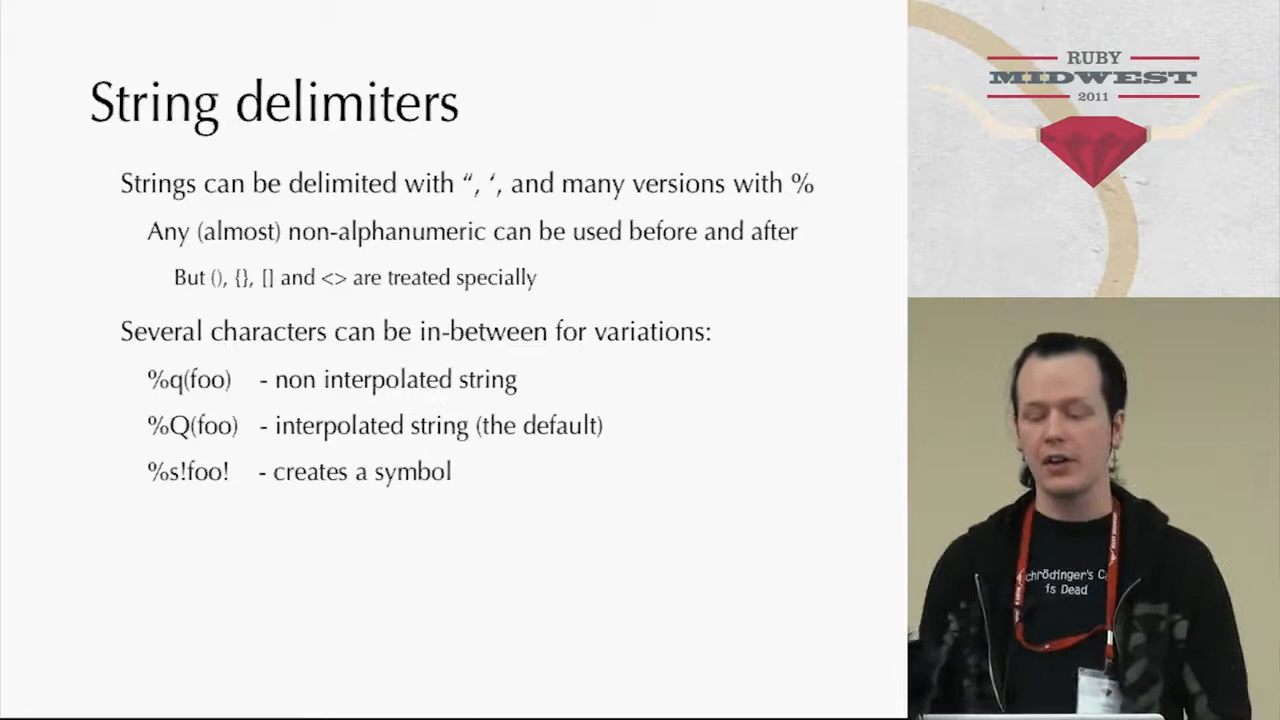 String delimiters
Strings can be delimited with “, ‘, and many versions with %
Any (almost) non-alphanumeric can be used before and after
But (), {}, [] and <> are treated specially
Several characters can be in-between for variations:
%q(foo) - non interpolated string
%Q(foo) - interpolated string (the default)
%s!foo! - creates a symbol
RUBY
MIDWEST
2011
chrödinger's C
is Dead